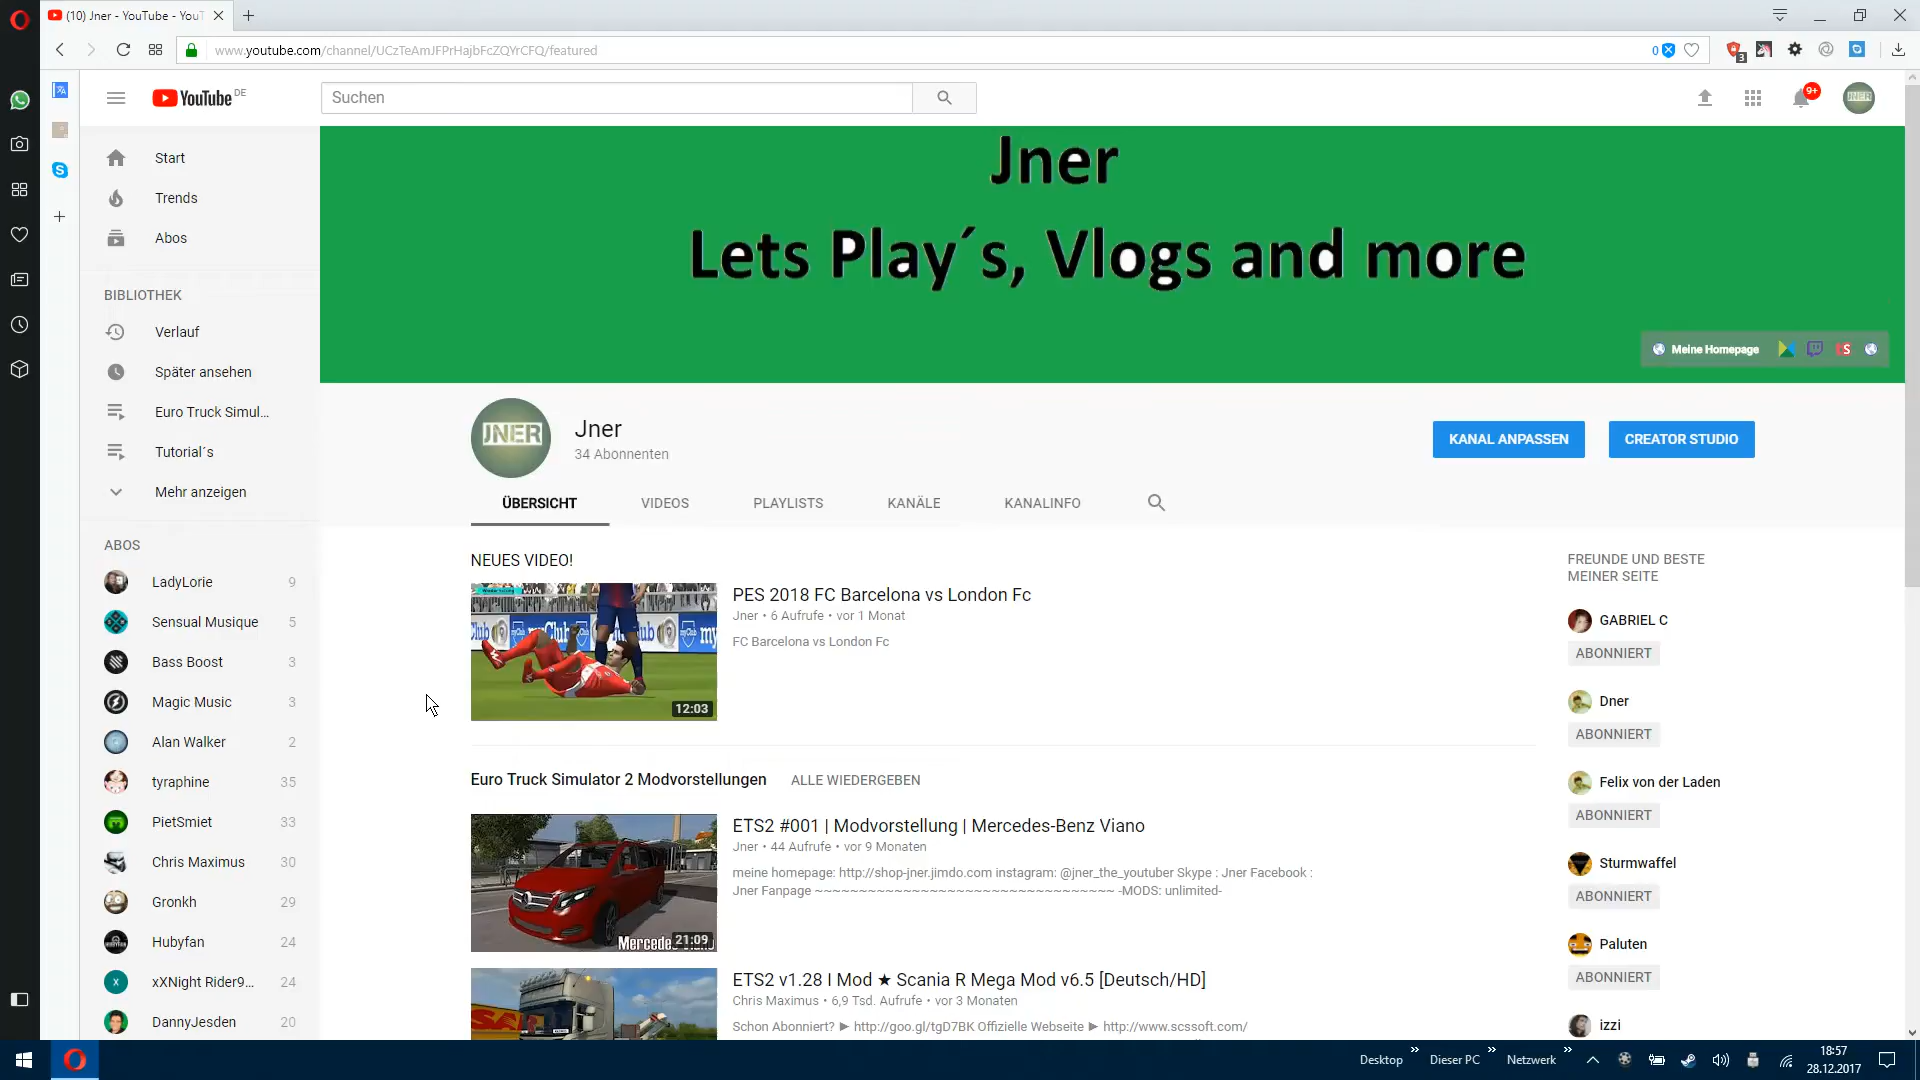 (10) Jner - YouTube - You
www.youtube.com/channel/UCzTeAmJFPrHajbFcZQYrCFQ/featured
0
3
YouTube DE
Suchen
9+
JNER
Start
Trends
Abos
BIBLIOTHEK
Verlauf
Später ansehen
Euro Truck Simul...
Tutorial´s
Mehr anzeigen
ABOS
LadyLorie 9
Sensual Musique 5
Bass Boost 3
Magic Music 3
Alan Walker 2
tyraphine 35
PietSmiet 33
Chris Maximus 30
Gronkh 29
Hubyfan 24
x xXNight Rider9... 24
DannyJesden 20
Jner
Lets Play´s, Vlogs and more
Meine Homepage
JNER
Jner
34 Abonnenten
KANAL ANPASSEN
CREATOR STUDIO
ÜBERSICHT
VIDEOS
PLAYLISTS
KANÄLE
KANALINFO
NEUES VIDEO!
12:03
PES 2018 FC Barcelona vs London Fc
Jner • 6 Aufrufe • vor 1 Monat
FC Barcelona vs London Fc
Euro Truck Simulator 2 Modvorstellungen ALLE WIEDERGEBEN
21:09
ETS2 #001 | Modvorstellung | Mercedes-Benz Viano
Jner • 44 Aufrufe • vor 9 Monaten
meine homepage: http://shop-jner.jimdo.com instagram: @jner_the_youtuber Skype : Jner Facebook :
Jner Fanpage ~~~~~~~~~~~~~~~~~~~~~~~~~~~~~~~~~~ -MODS: unlimited-
ETS2 v1.28 I Mod ★ Scania R Mega Mod v6.5 [Deutsch/HD]
Chris Maximus • 6,9 Tsd. Aufrufe • vor 3 Monaten
Schon Abonniert? ► http://goo.gl/tgD7BK Offizielle Webseite ► http://www.scssoft.com/
FREUNDE UND BESTE
MEINER SEITE
GABRIEL C
ABONNIERT
Dner
ABONNIERT
Felix von der Laden
ABONNIERT
Sturmwaffel
ABONNIERT
Paluten
ABONNIERT
izzi
Desktop
Dieser PC
Netzwerk
18:57
28.12.2017